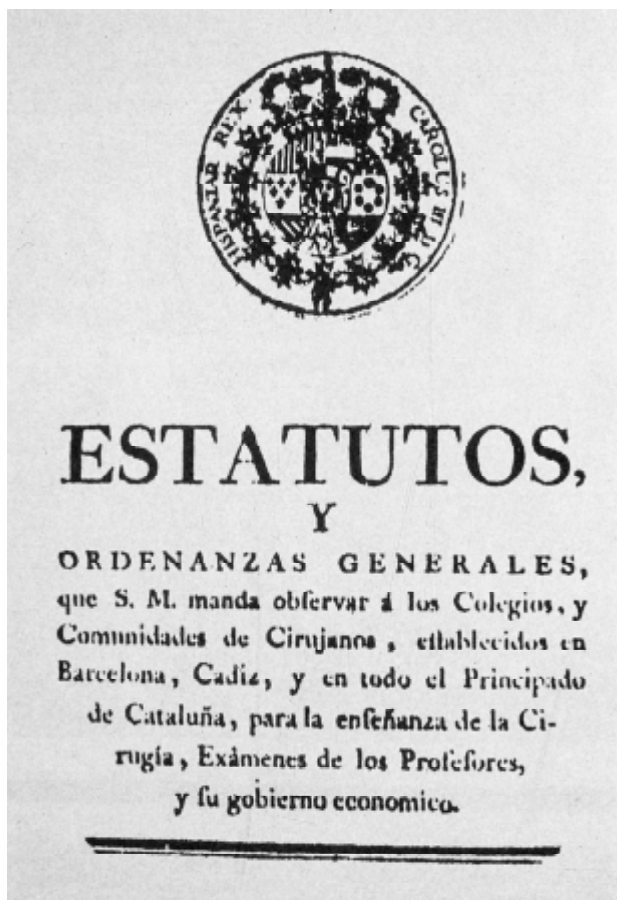 HISPANIAR REX
CAROLUS III D G
ESTATUTOS,
Y
ORDENANZAS GENERALES,
que S. M. manda obſervar á los Colegios, y
Comunidades de Cirujanos, eſtablecidos en
Barcelona, Cadiz, y en todo el Principado
de Cataluña, para la enſeñanza de la Ci-
rugía, Exâmenes de los Profeſores,
y ſu gobierno economico.